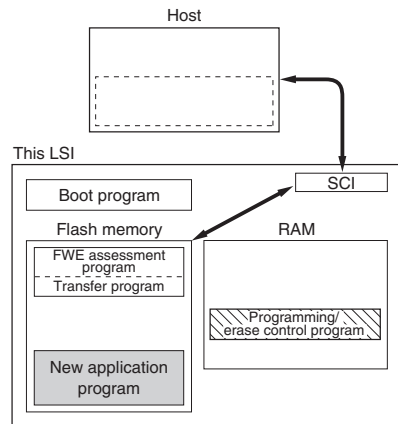 Host
This LSI
SCI
Boot program
Flash memory
RAM
FWE assessment
program
Transfer program
Programming/
erase control program
New application
program